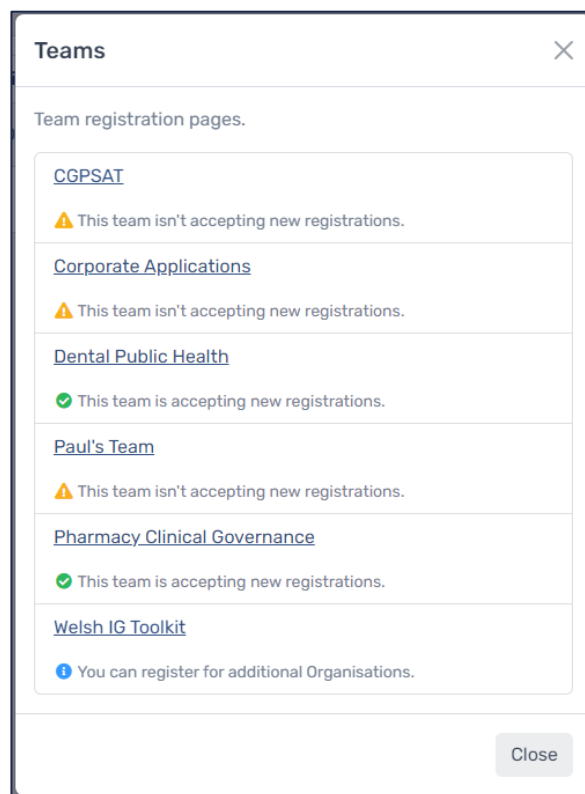 Teams
Team registration pages.
CGPSAT
This team isn't accepting new registrations.
Corporate Applications
This team isn't accepting new registrations.
Dental Public Health
This team is accepting new registrations.
Paul's Team
This team isn't accepting new registrations.
Pharmacy Clinical Governance
This team is accepting new registrations.
Welsh IG Toolkit
You can register for additional Organisations.
Close